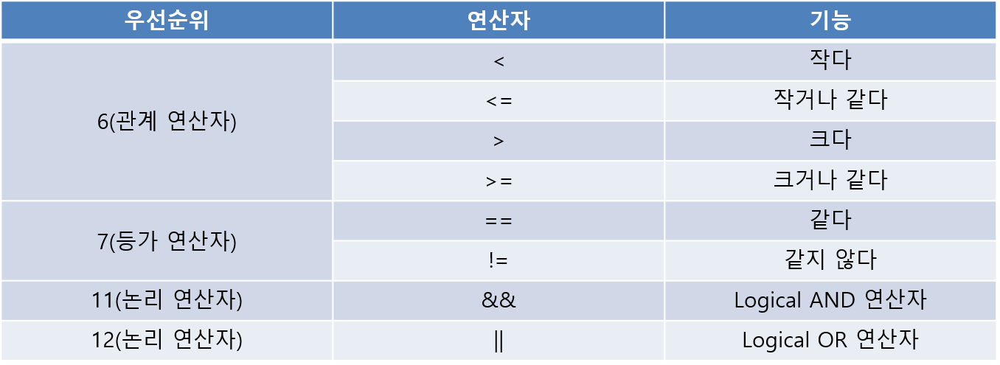 우선순위 연산자 기능
6(관계 연산자) < 작다
<= 작거나 같다
> 크다
>= 크거나 같다
7(등가 연산자) == 같다
!= 같지 않다
11(논리 연산자) && Logical AND 연산자
12(논리 연산자) || Logical OR 연산자